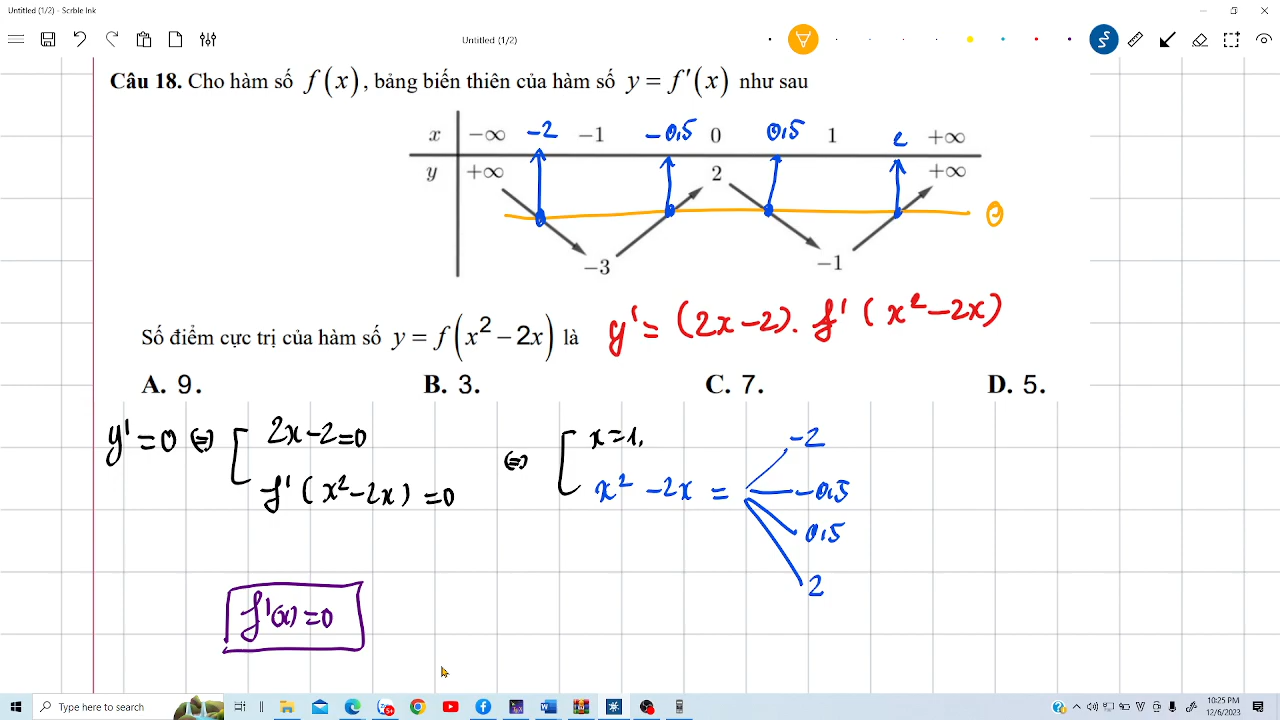 Untitled (1/2) - Scrble Ink
Untitled (1/2)
Câu 18. Cho hàm số f(x), bảng biến thiên của hàm số y = f'(x) như sau
x −∞ -2 −1 -0,5 0 0,5 1 2 +∞
y +∞ 2 +∞
0
−3 −1
y' = (2x-2). f' (x² -2x)
Số điểm cực trị của hàm số y = f(x² − 2x) là
A. 9. B. 3. C. 7. D. 5.
y' = 0 ⇔ [ 2x-2=0 ⇔ [ x=1,
f' (x² -2x) = 0 x² -2x = -2
-0,5
0,5
2
f'(x) = 0
Type here to search
10:25 PM
12/6/2023